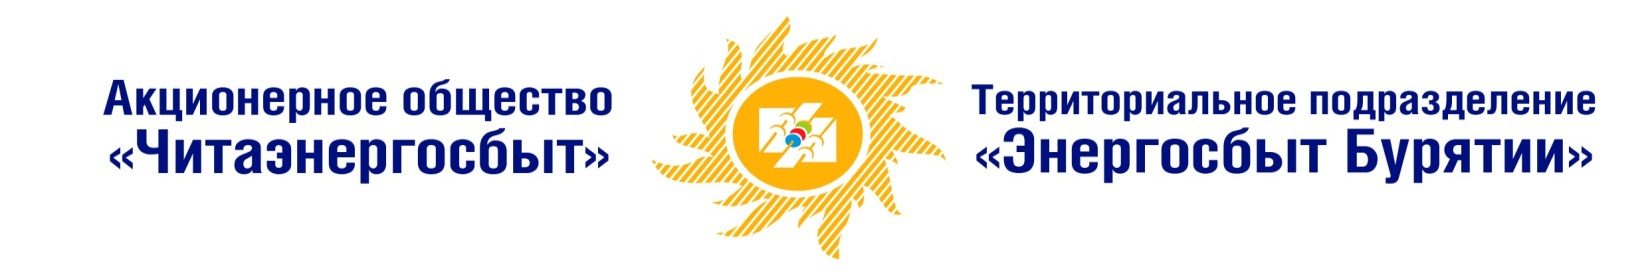 Акционерное общество
«Читаэнергосбыт»
Территориальное подразделение
«Энергосбыт Бурятии»